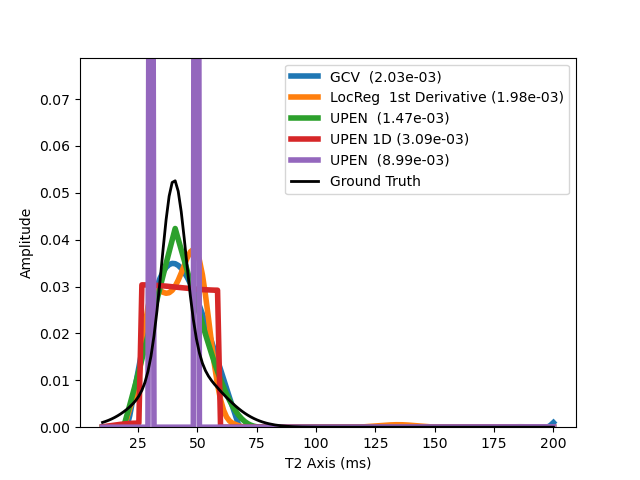 GCV (2.03e-03)
LocReg 1st Derivative (1.98e-03)
UPEN (1.47e-03)
UPEN 1D (3.09e-03)
UPEN (8.99e-03)
Ground Truth
0.07
0.06
0.05
0.04
0.03
0.02
0.01
0.00
Amplitude
25 50 75 100 125 150 175 200
T2 Axis (ms)